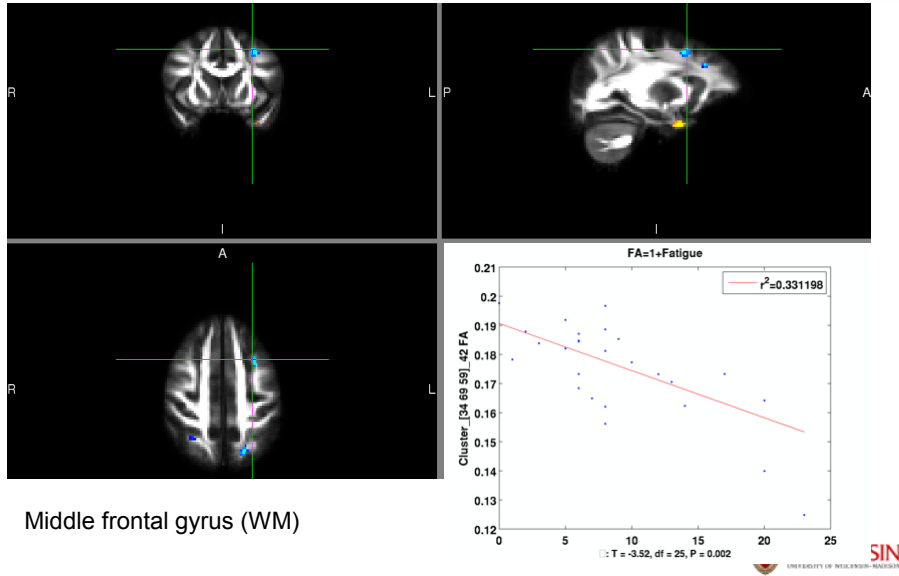 R
L
I
P
A
I
A
R
L
FA=1+Fatigue
r²=0.331198
0.21
0.2
0.19
0.18
0.17
0.16
0.15
0.14
0.13
0.12
Cluster_[34 69 59]_42 FA
0
5
10
15
20
25
: T = -3.52, df = 25, P = 0.002
Middle frontal gyrus (WM)
SIN
UNIVERSITY OF WISCONSIN-MADISON